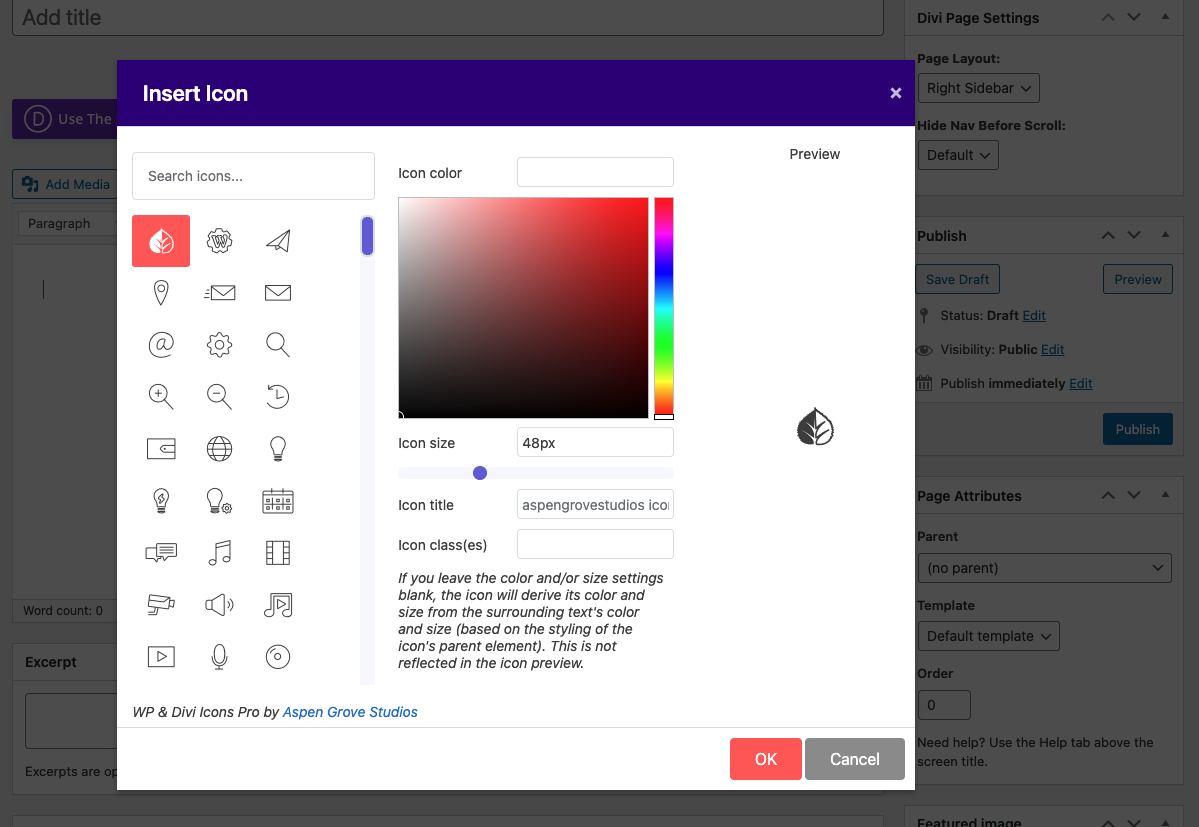 Add title
Use The
Add Media
Paragraph
Word count: 0
Excerpt
Excerpts are op
Insert Icon
×
Search icons...
Icon color
Icon size
48px
Icon title
aspengrovestudios ico
Icon class(es)
If you leave the color and/or size settings
blank, the icon will derive its color and
size from the surrounding text's color
and size (based on the styling of the
icon's parent element). This is not
reflected in the icon preview.
Preview
WP & Divi Icons Pro by Aspen Grove Studios
OK
Cancel
Divi Page Settings
Page Layout:
Right Sidebar
Hide Nav Before Scroll:
Default
Publish
Save Draft
Preview
Status: Draft Edit
Visibility: Public Edit
Publish immediately Edit
Publish
Page Attributes
Parent
(no parent)
Template
Default template
Order
0
Need help? Use the Help tab above the
screen title.
Featured image